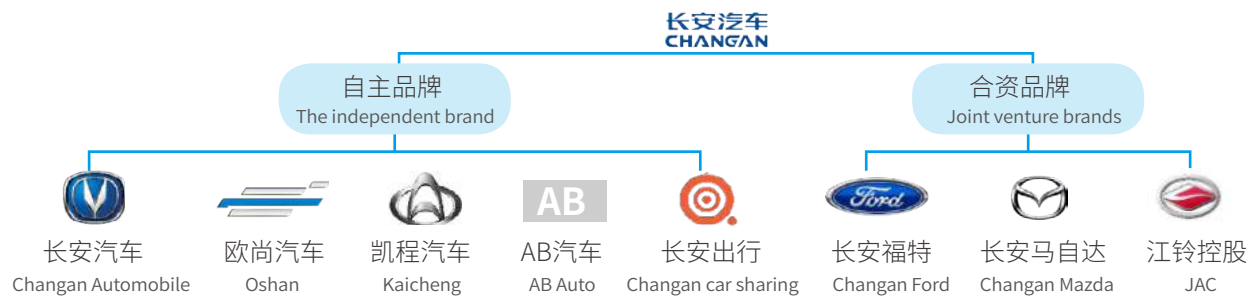 长安汽车
CHANGAN
自主品牌
The independent brand
合资品牌
Joint venture brands
AB
Ford
长安汽车
Changan Automobile
欧尚汽车
Oshan
凯程汽车
Kaicheng
AB汽车
AB Auto
长安出行
Changan car sharing
长安福特
Changan Ford
长安马自达
Changan Mazda
江铃控股
JAC